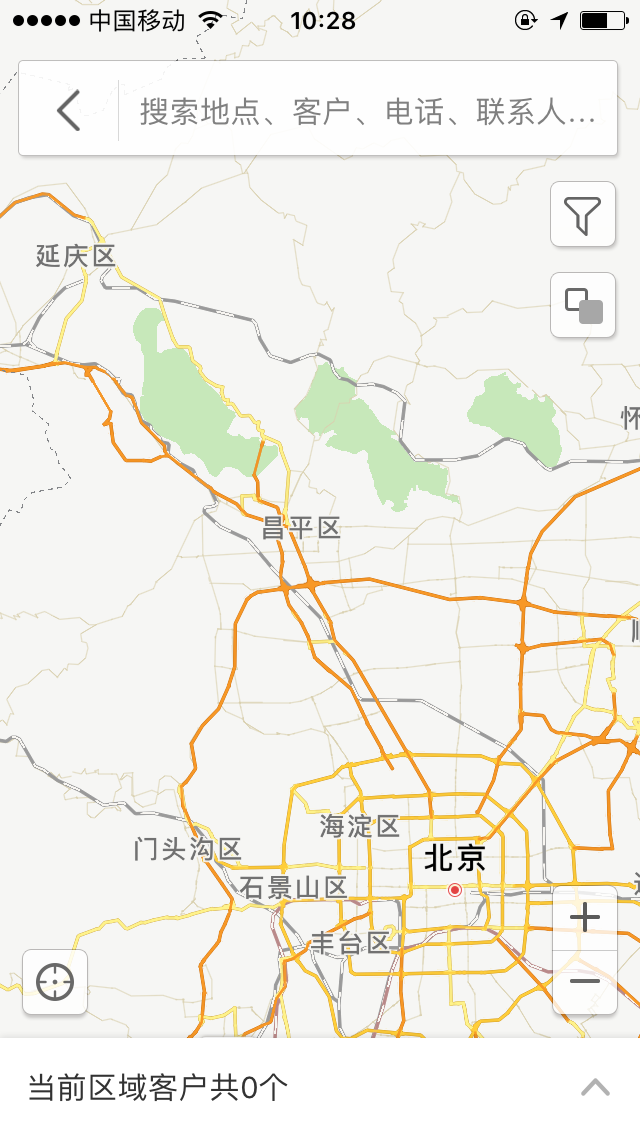 中国移动 10:28
搜索地点、客户、电话、联系人...
延庆区
怀
昌平区
海淀区
门头沟区
北京
石景山区
丰台区
当前区域客户共0个